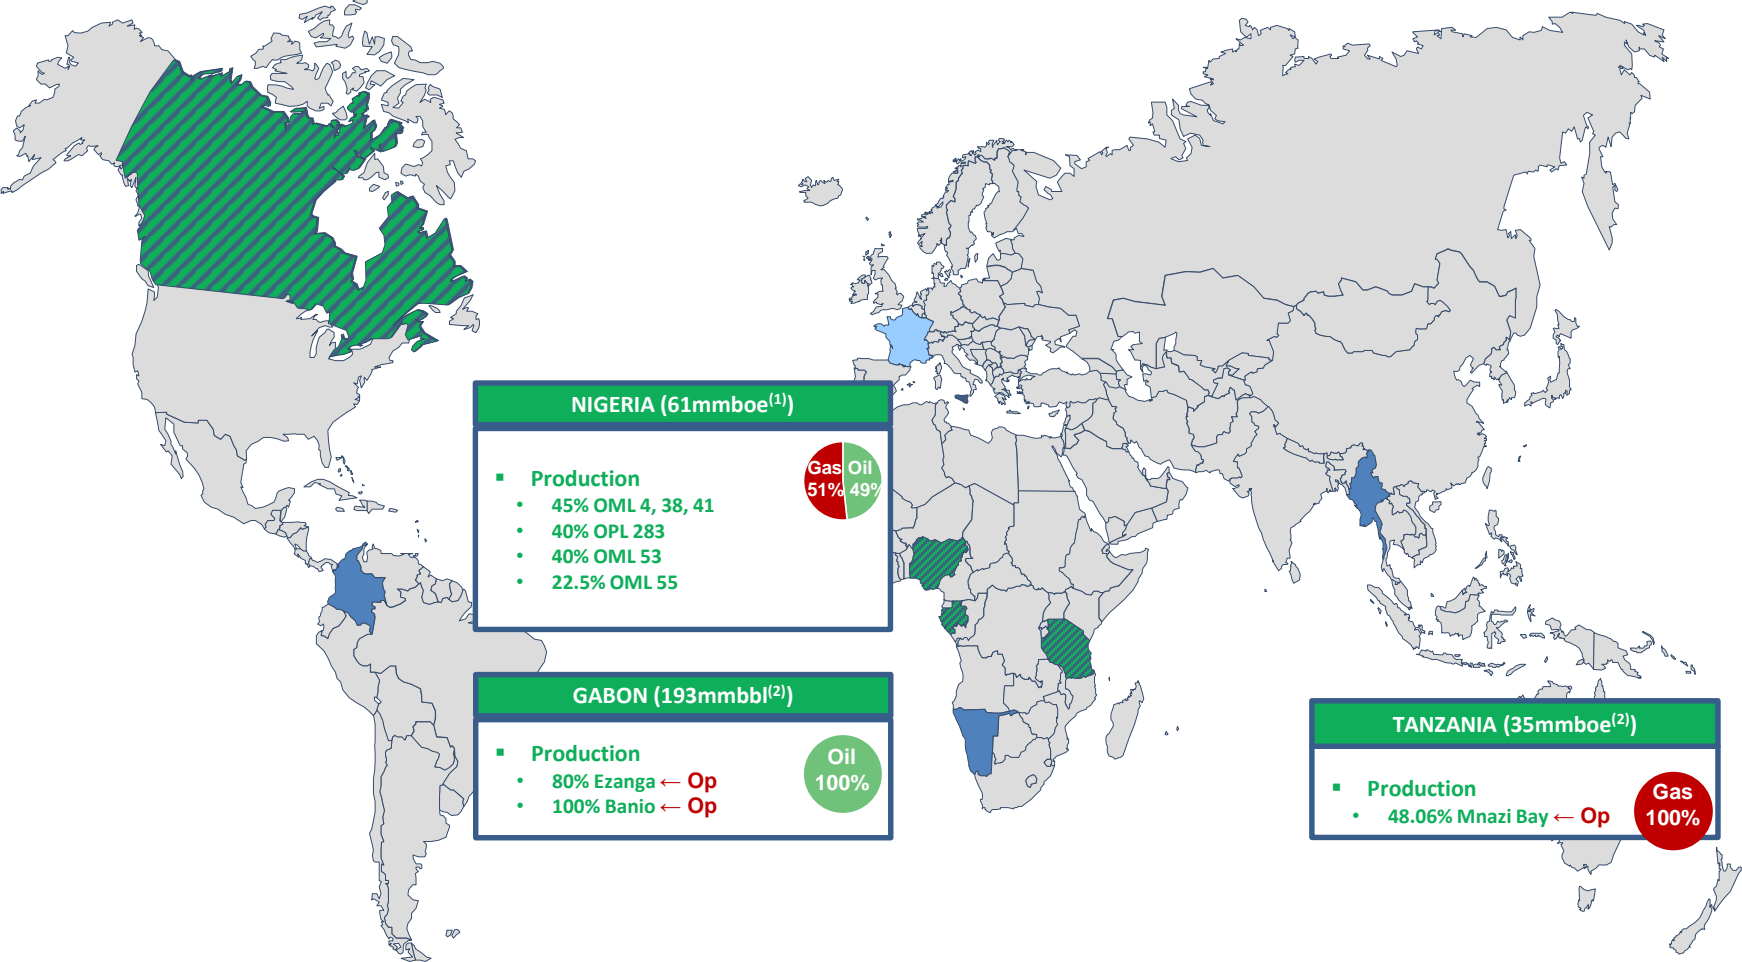 NIGERIA (61mmboe(1))
▪ Production
• 45% OML 4, 38, 41
• 40% OPL 283
• 40% OML 53
• 22.5% OML 55
Gas Oil
51% 49%
GABON (193mmbbl(2))
▪ Production
• 80% Ezanga ← Op
• 100% Banio ← Op
Oil
100%
TANZANIA (35mmboe(2))
▪ Production
• 48.06% Mnazi Bay ← Op
Gas
100%